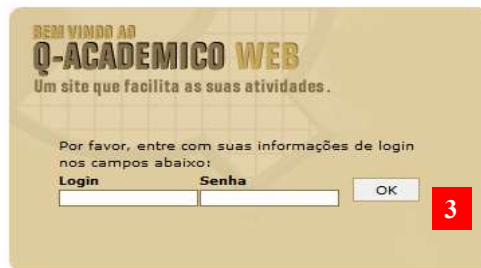 BEM VINDO AO
Q-ACADEMICO WEB
Um site que facilita as suas atividades.
Por favor, entre com suas informações de login
nos campos abaixo:
Login Senha
OK
3